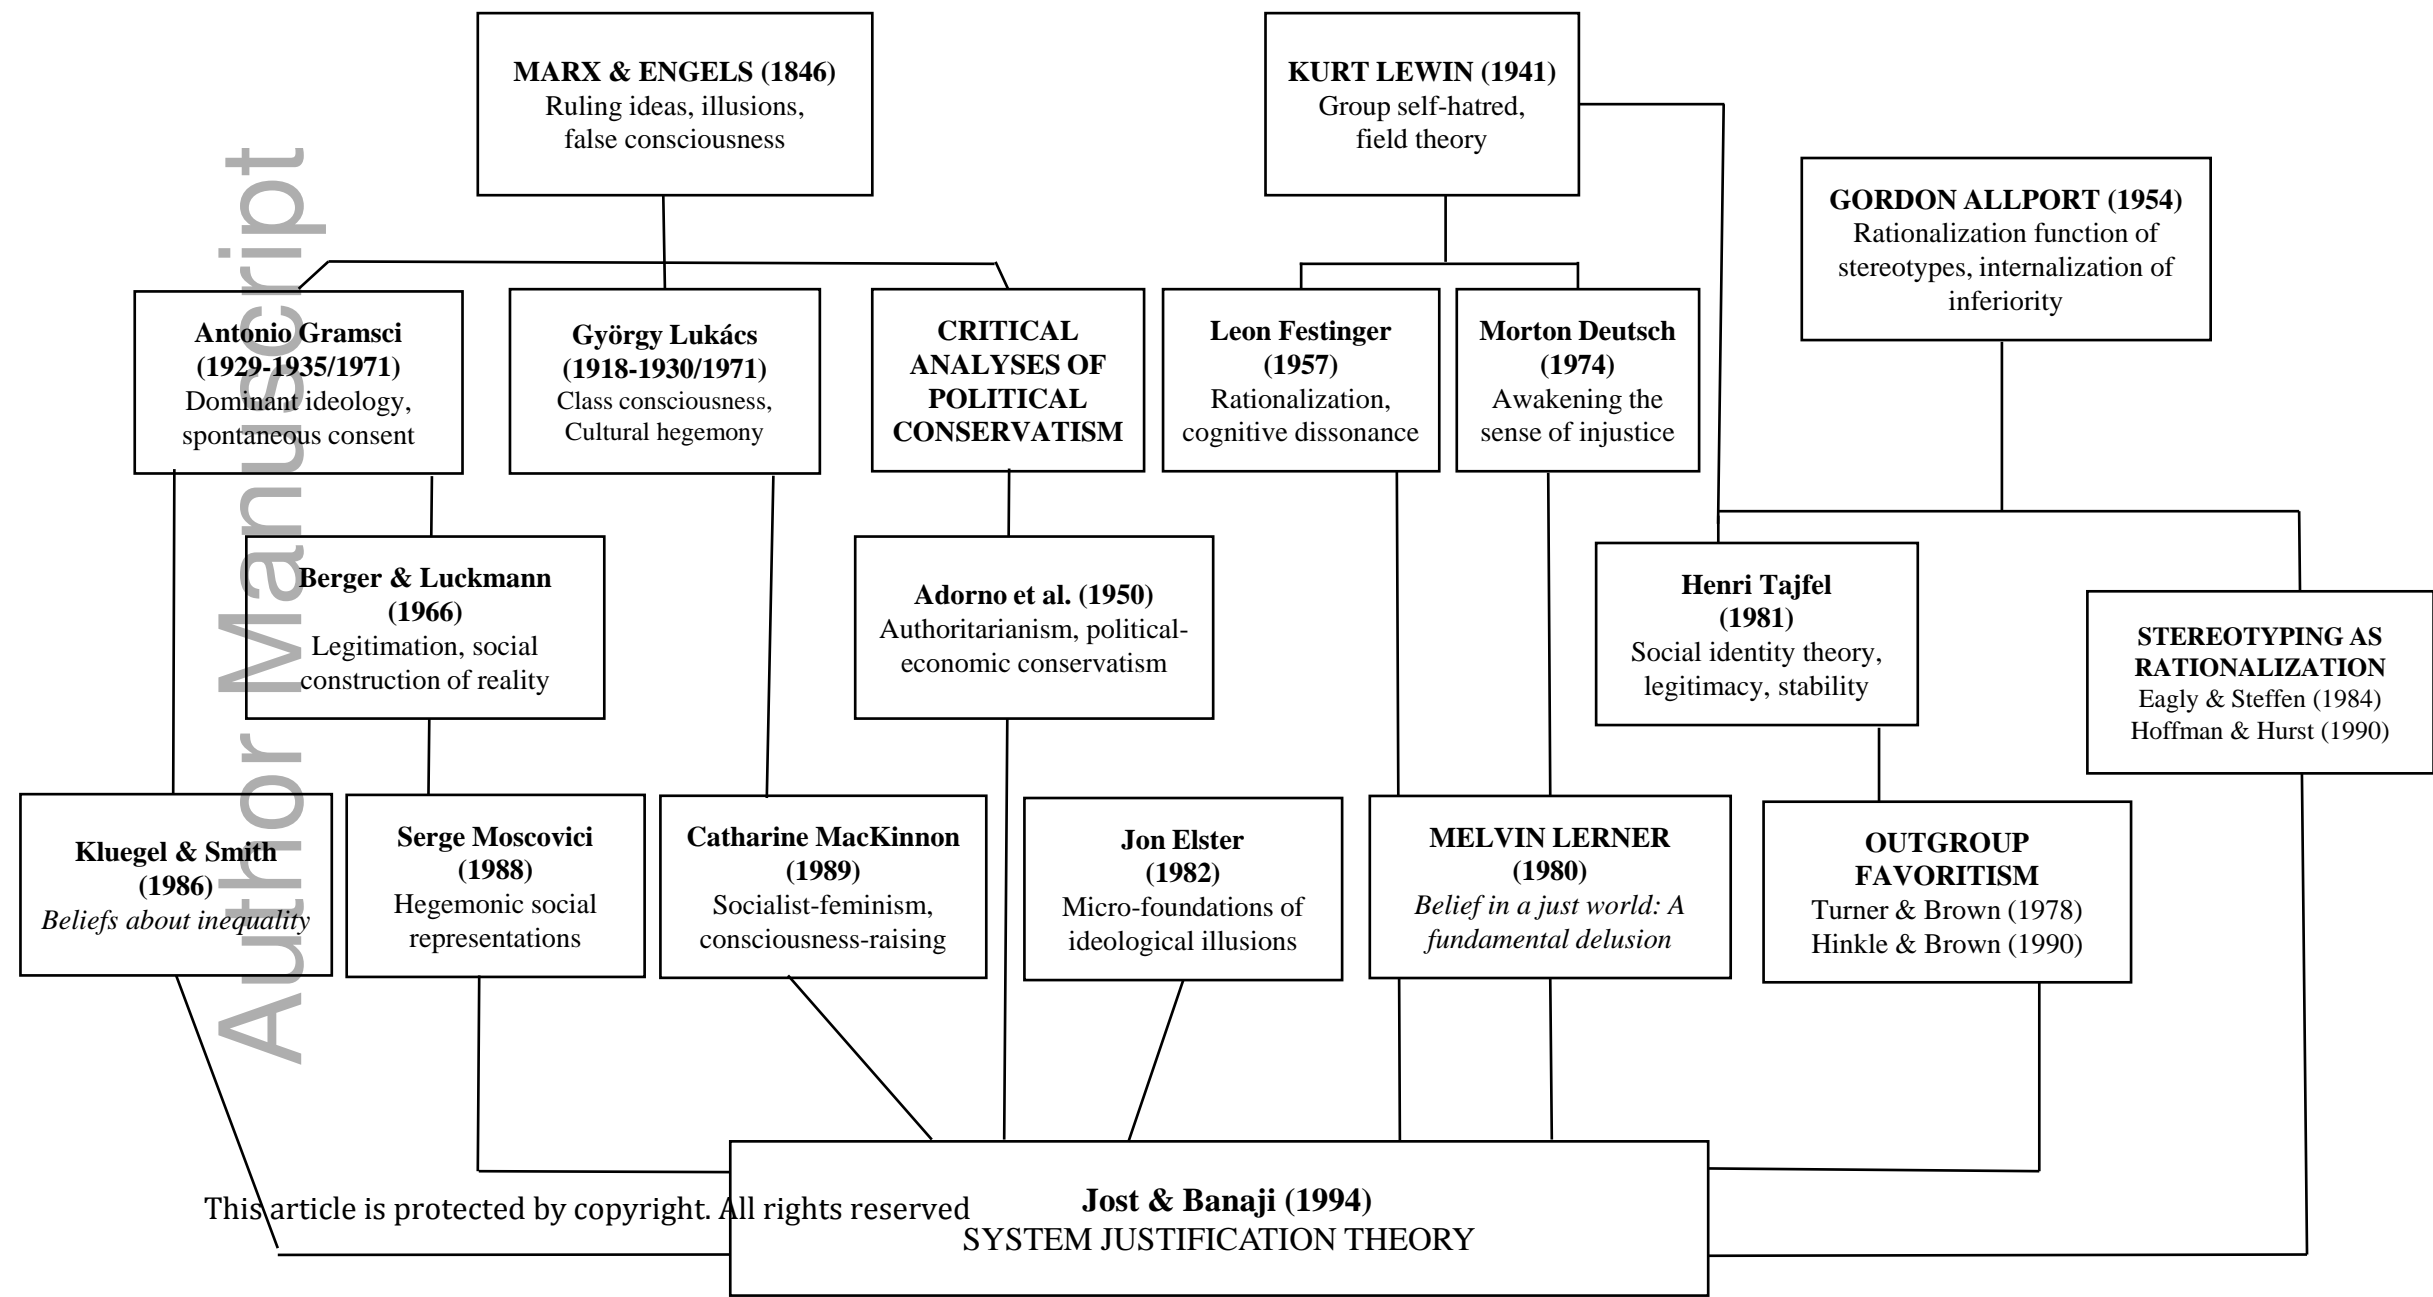 MARX & ENGELS (1846)
Ruling ideas, illusions,
false consciousness
KURT LEWIN (1941)
Group self-hatred,
field theory
GORDON ALLPORT (1954)
Rationalization function of
stereotypes, internalization of
inferiority
Antonio Gramsci
(1929-1935/1971)
Dominant ideology,
spontaneous consent
György Lukács
(1918-1930/1971)
Class consciousness,
Cultural hegemony
CRITICAL
ANALYSES OF
POLITICAL
CONSERVATISM
Leon Festinger
(1957)
Rationalization,
cognitive dissonance
Morton Deutsch
(1974)
Awakening the
sense of injustice
Berger & Luckmann
(1966)
Legitimation, social
construction of reality
Adorno et al. (1950)
Authoritarianism, political-
economic conservatism
Henri Tajfel
(1981)
Social identity theory,
legitimacy, stability
STEREOTYPING AS
RATIONALIZATION
Eagly & Steffen (1984)
Hoffman & Hurst (1990)
Kluegel & Smith
(1986)
Beliefs about inequality
Serge Moscovici
(1988)
Hegemonic social
representations
Catharine MacKinnon
(1989)
Socialist-feminism,
consciousness-raising
Jon Elster
(1982)
Micro-foundations of
ideological illusions
MELVIN LERNER
(1980)
Belief in a just world: A
fundamental delusion
OUTGROUP
FAVORITISM
Turner & Brown (1978)
Hinkle & Brown (1990)
Jost & Banaji (1994)
SYSTEM JUSTIFICATION THEORY
This article is protected by copyright. All rights reserved
Author Manuscript